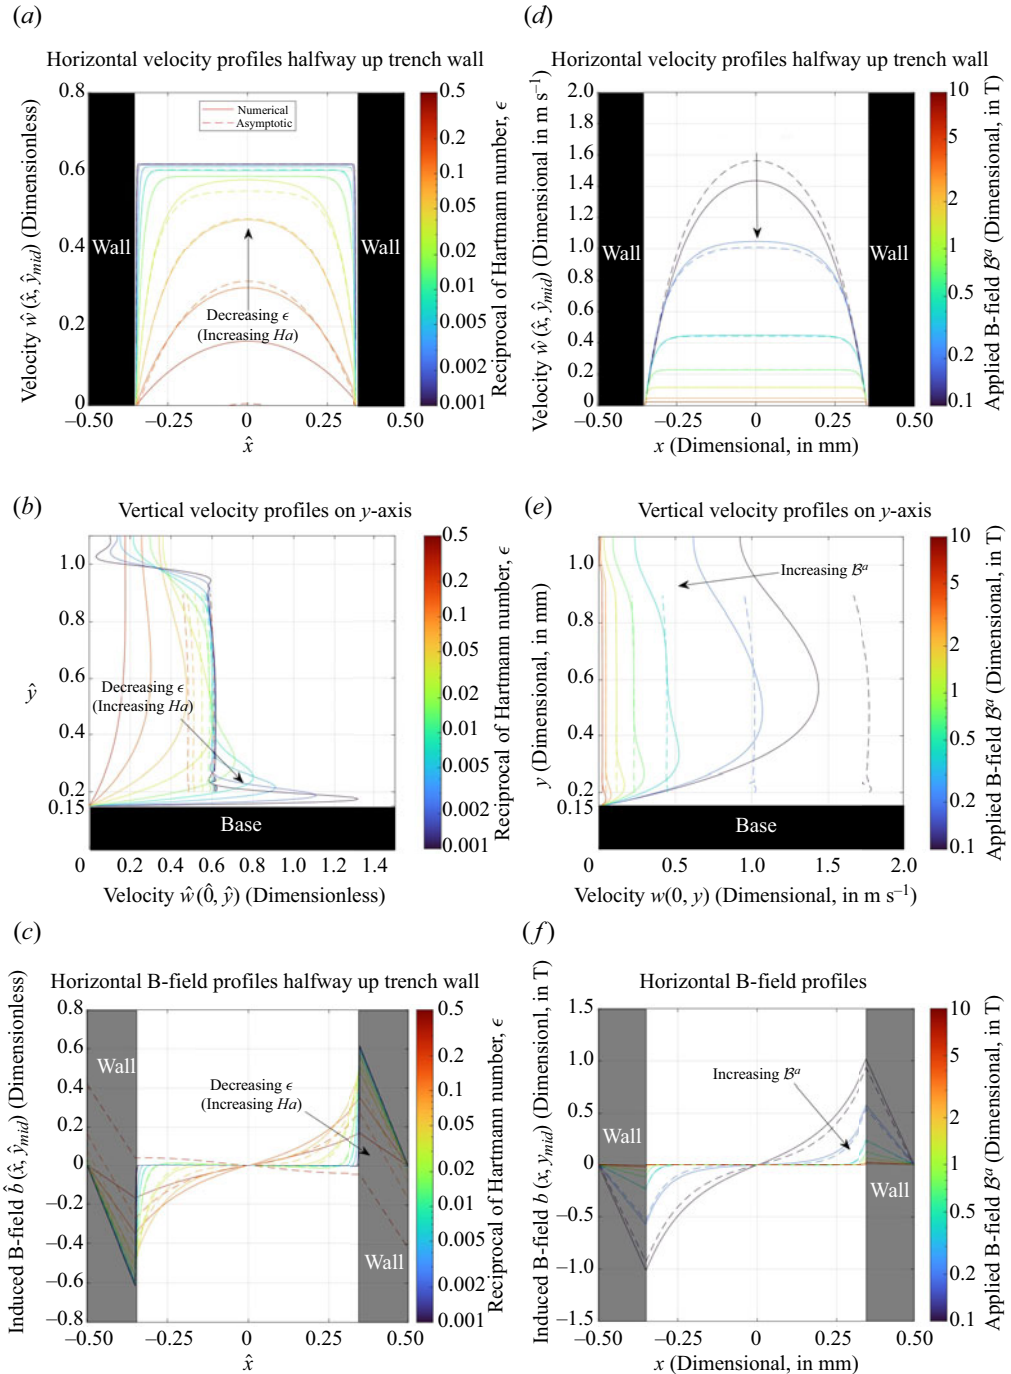 (a)
Horizontal velocity profiles halfway up trench wall
Velocity ŵ (x̂, ŷ_mid) (Dimensionless)
0.8
0.6
0.4
0.2
0
Numerical
Asymptotic
Wall
Wall
Decreasing ϵ
(Increasing Ha)
–0.50
–0.25
0
0.25
0.50
x̂
0.5
0.2
0.1
0.05
0.02
0.01
0.005
0.002
0.001
Reciprocal of Hartmann number, ϵ
(d)
Horizontal velocity profiles halfway up trench wall
Velocity ŵ (x̂, ŷ_mid) (Dimensional in m s⁻¹)
2.0
1.8
1.6
1.4
1.2
1.0
0.8
0.6
0.4
0.2
0
Wall
Wall
–0.50
–0.25
0
0.25
0.50
x (Dimensional, in mm)
10
5
2
1
0.5
0.2
0.1
Applied B-field ℬᵃ (Dimensional, in T)
(b)
Vertical velocity profiles on y-axis
ŷ
1.0
0.8
0.6
0.4
0.2
0.15
Decreasing ϵ
(Increasing Ha)
Base
0
0.2
0.4
0.6
0.8
1.0
1.2
1.4
Velocity ŵ (0̂, ŷ) (Dimensionless)
0.5
0.2
0.1
0.05
0.02
0.01
0.005
0.002
0.001
Reciprocal of Hartmann number, ϵ
(e)
Vertical velocity profiles on y-axis
y (Dimensional, in mm)
1.0
0.8
0.6
0.4
0.2
0.15
Increasing ℬᵃ
Base
0
0.5
1.0
1.5
2.0
Velocity w(0, y) (Dimensional, in m s⁻¹)
10
5
2
1
0.5
0.2
0.1
Applied B-field ℬᵃ (Dimensional, in T)
(c)
Horizontal B-field profiles halfway up trench wall
Induced B-field b̂ (x̂, ŷ_mid) (Dimensionless)
0.8
0.6
0.4
0.2
0
–0.2
–0.4
–0.6
–0.8
Wall
Decreasing ϵ
(Increasing Ha)
Wall
–0.50
–0.25
0
0.25
0.50
x̂
0.5
0.2
0.1
0.05
0.02
0.01
0.005
0.002
0.001
Reciprocal of Hartmann number, ϵ
(f)
Horizontal B-field profiles
Induced B-field b (x, y_mid) (Dimensionl, in T)
1.5
1.0
0.5
0
–0.5
–1.0
–1.5
Increasing ℬᵃ
Wall
Wall
–0.50
–0.25
0
0.25
0.50
x (Dimensional, in mm)
10
5
2
1
0.5
0.2
0.1
Applied B-field ℬᵃ (Dimensional, in T)